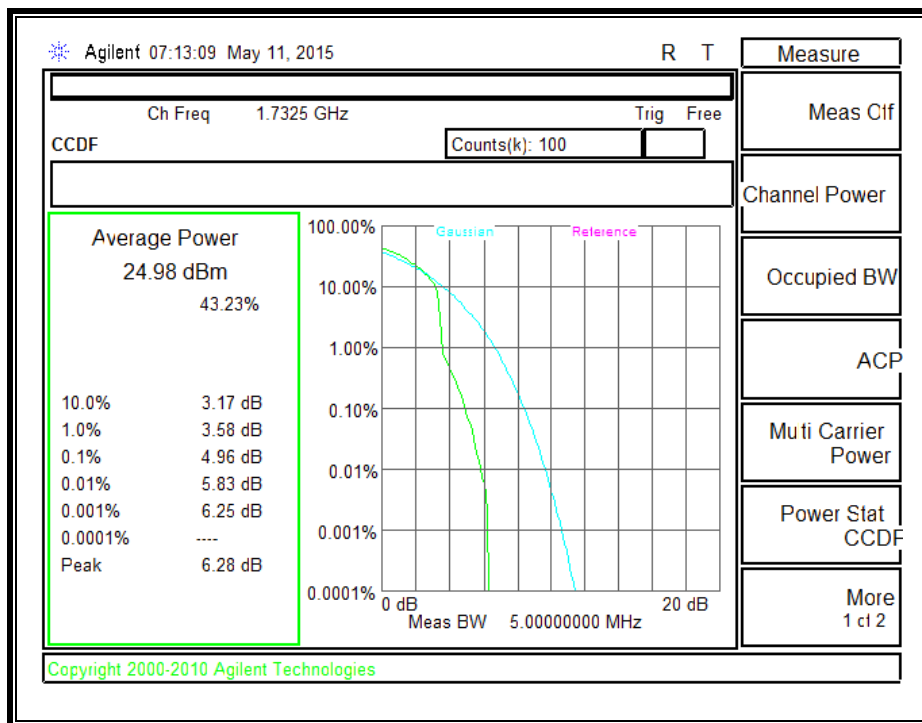 Agilent 07:13:09 May 11, 2015 R T
Measure
Ch Freq 1.7325 GHz Trig Free
CCDF Counts(k): 100
Average Power
24.98 dBm
43.23%
10.0% 3.17 dB
1.0% 3.58 dB
0.1% 4.96 dB
0.01% 5.83 dB
0.001% 6.25 dB
0.0001% ----
Peak 6.28 dB
Gaussian Reference
100.00%
10.00%
1.00%
0.10%
0.01%
0.001%
0.0001%
0 dB 20 dB
Meas BW 5.00000000 MHz
Meas Off
Channel Power
Occupied BW
ACP
Multi Carrier
Power
Power Stat
CCDF
More
1 of 2
Copyright 2000-2010 Agilent Technologies